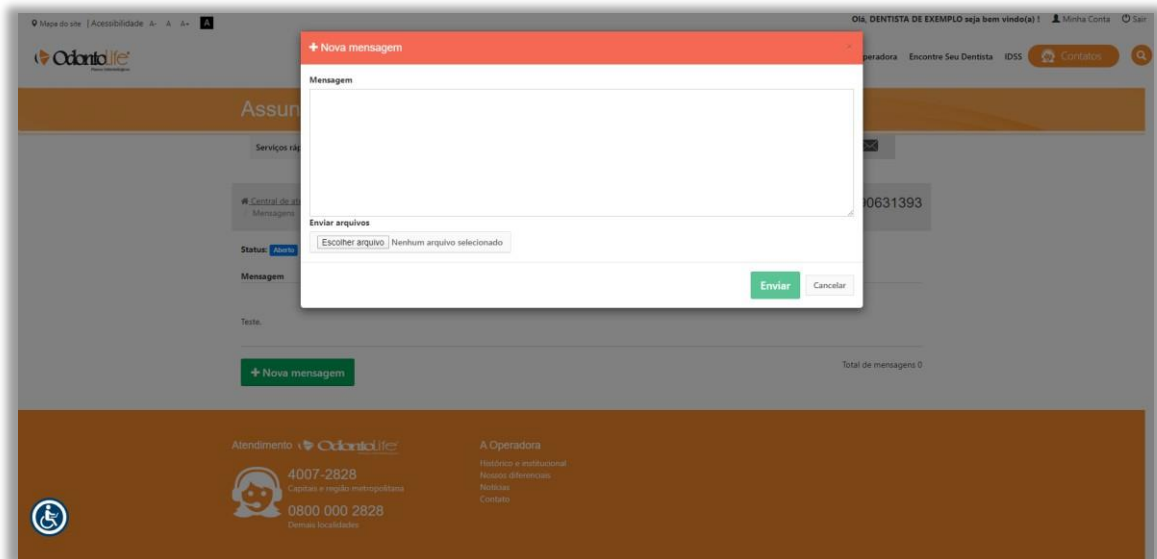 Mapa do site | Acessibilidade A- A A+ A
Olá, DENTISTA DE EXEMPLO seja bem vindo(a) ! Minha Conta Sair
OdontoLife
Planos Odontológicos
peradora Encontre Seu Dentista IDSS Contatos
+ Nova mensagem ×
Mensagem
Assun
Serviços ráp
Central de at
/ Mensagens
90631393
Enviar arquivos
Escolher arquivo Nenhum arquivo selecionado
Status: Aberto
Mensagem
Enviar Cancelar
Teste.
+ Nova mensagem
Total de mensagens 0
Atendimento OdontoLife
4007-2828
Capitais e região metropolitana
0800 000 2828
Demais localidades
A Operadora
Histórico e institucional
Nossos diferenciais
Notícias
Contato